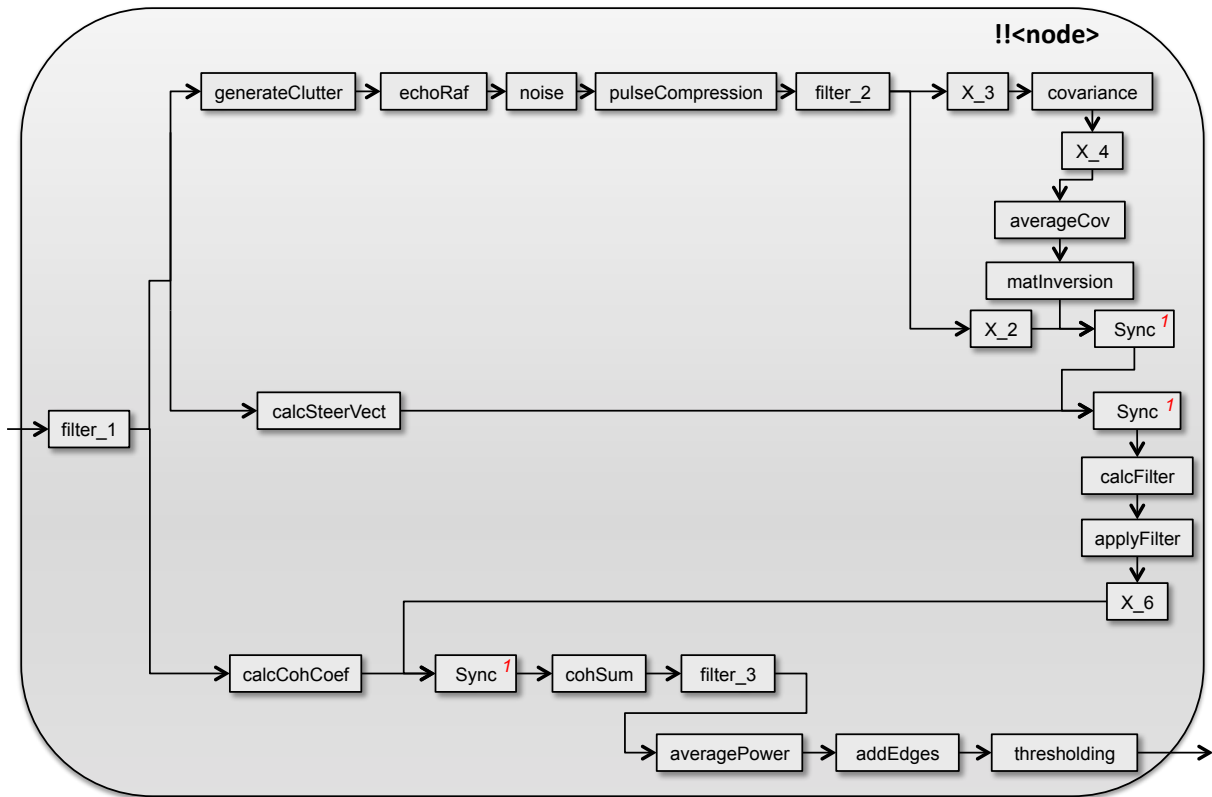 !!<node>
generateClutter
echoRaf
noise
pulseCompression
filter_2
X_3
covariance
X_4
averageCov
matInversion
X_2
Sync 1
calcSteerVect
Sync 1
filter_1
calcFilter
applyFilter
X_6
calcCohCoef
Sync 1
cohSum
filter_3
averagePower
addEdges
thresholding